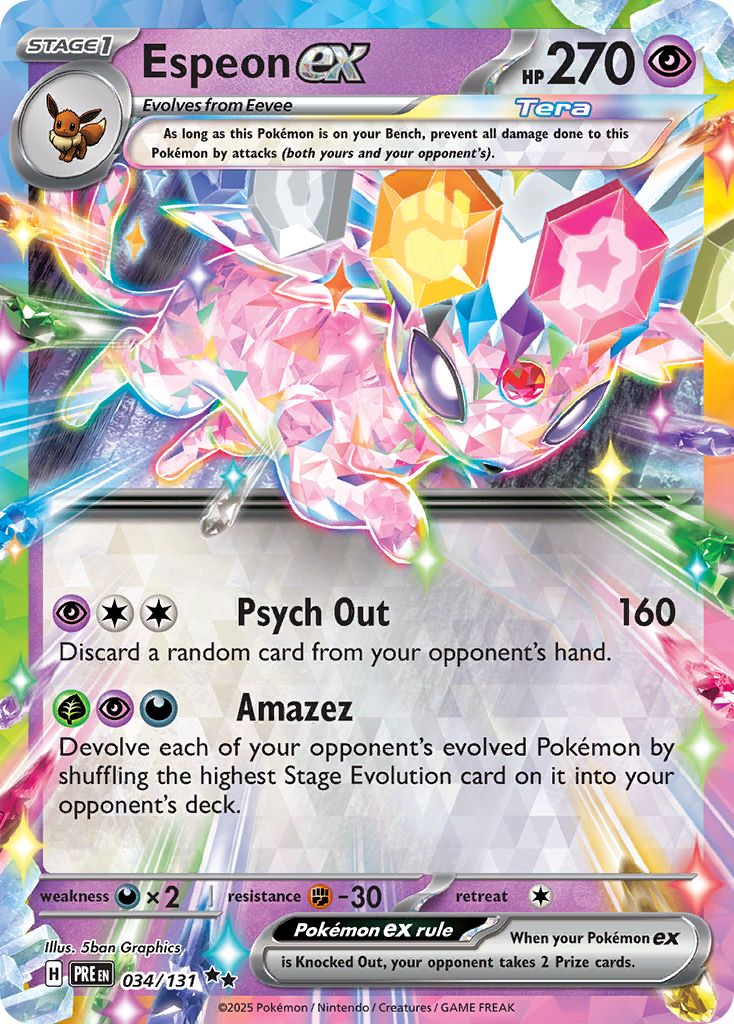 STAGE 1
Espeon ex
HP 270
Evolves from Eevee
Tera
As long as this Pokémon is on your Bench, prevent all damage done to this
Pokémon by attacks (both yours and your opponent's).
Psych Out 160
Discard a random card from your opponent's hand.
Amazez
Devolve each of your opponent's evolved Pokémon by
shuffling the highest Stage Evolution card on it into your
opponent's deck.
weakness ×2 resistance -30 retreat
Illus. 5ban Graphics
Pokémon ex rule
When your Pokémon ex
is Knocked Out, your opponent takes 2 Prize cards.
H PRE EN 034/131 ★★
©2025 Pokémon / Nintendo / Creatures / GAME FREAK